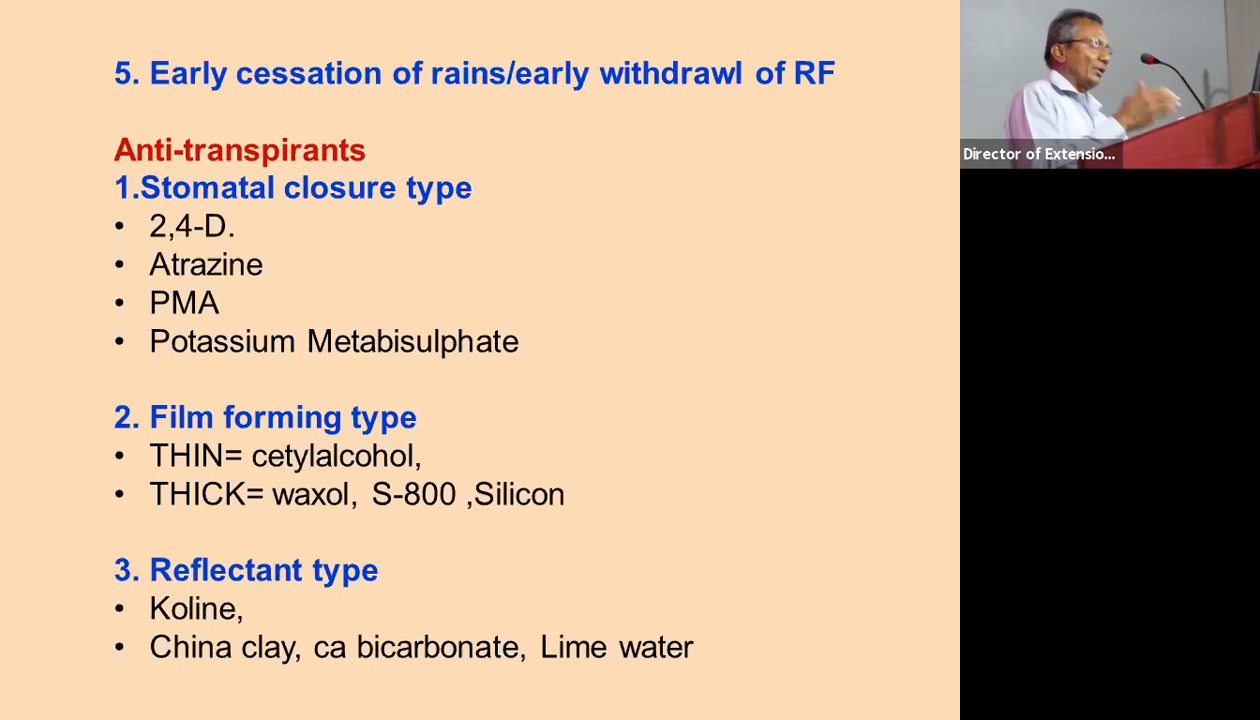 5. Early cessation of rains/early withdrawl of RF
Anti-transpirants
1.Stomatal closure type
• 2,4-D.
• Atrazine
• PMA
• Potassium Metabisulphate
2. Film forming type
• THIN= cetylalcohol,
• THICK= waxol, S-800 ,Silicon
3. Reflectant type
• Koline,
• China clay, ca bicarbonate, Lime water
Director of Extensio...